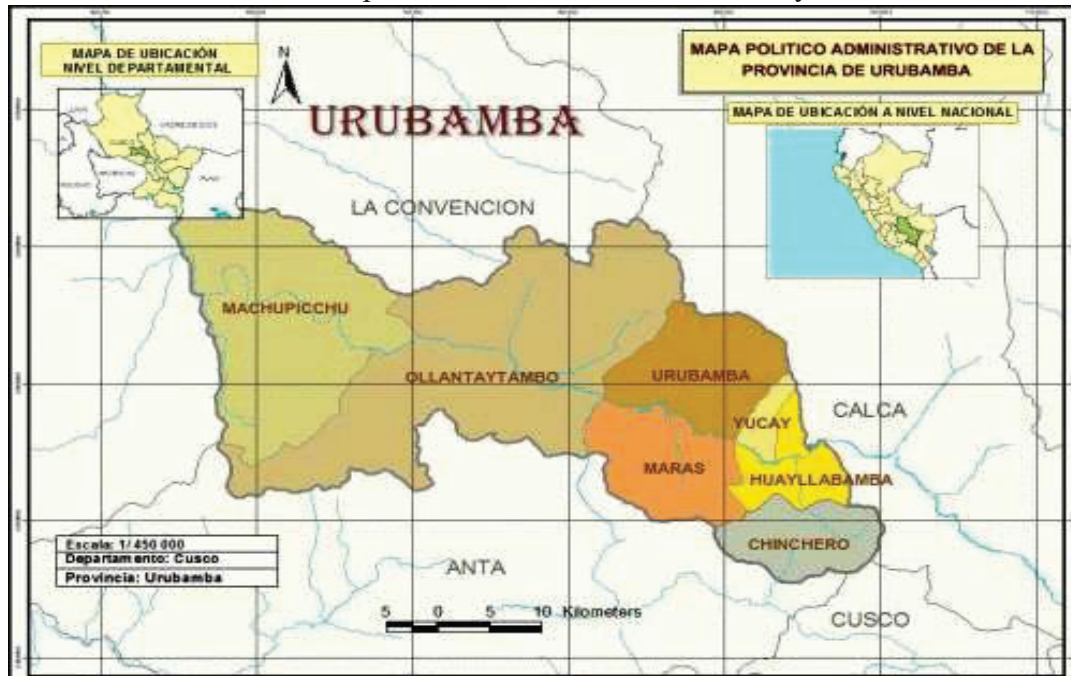 MAPA DE UBICACIÓN
NIVEL DEPARTAMENTAL
N
URUBAMBA
MAPA POLITICO ADMINISTRATIVO DE LA
PROVINCIA DE URUBAMBA
MAPA DE UBICACIÓN A NIVEL NACIONAL
LA CONVENCION
MACHUPICCHU
OLLANTAYTAMBO
URUBAMBA
YUCAY
CALCA
MARAS
HUAYLLABAMBA
CHINCHERO
ANTA
CUSCO
Escala: 1/ 450 000
Departamento: Cusco
Provincia: Urubamba
5 0 5 10 Kilometers